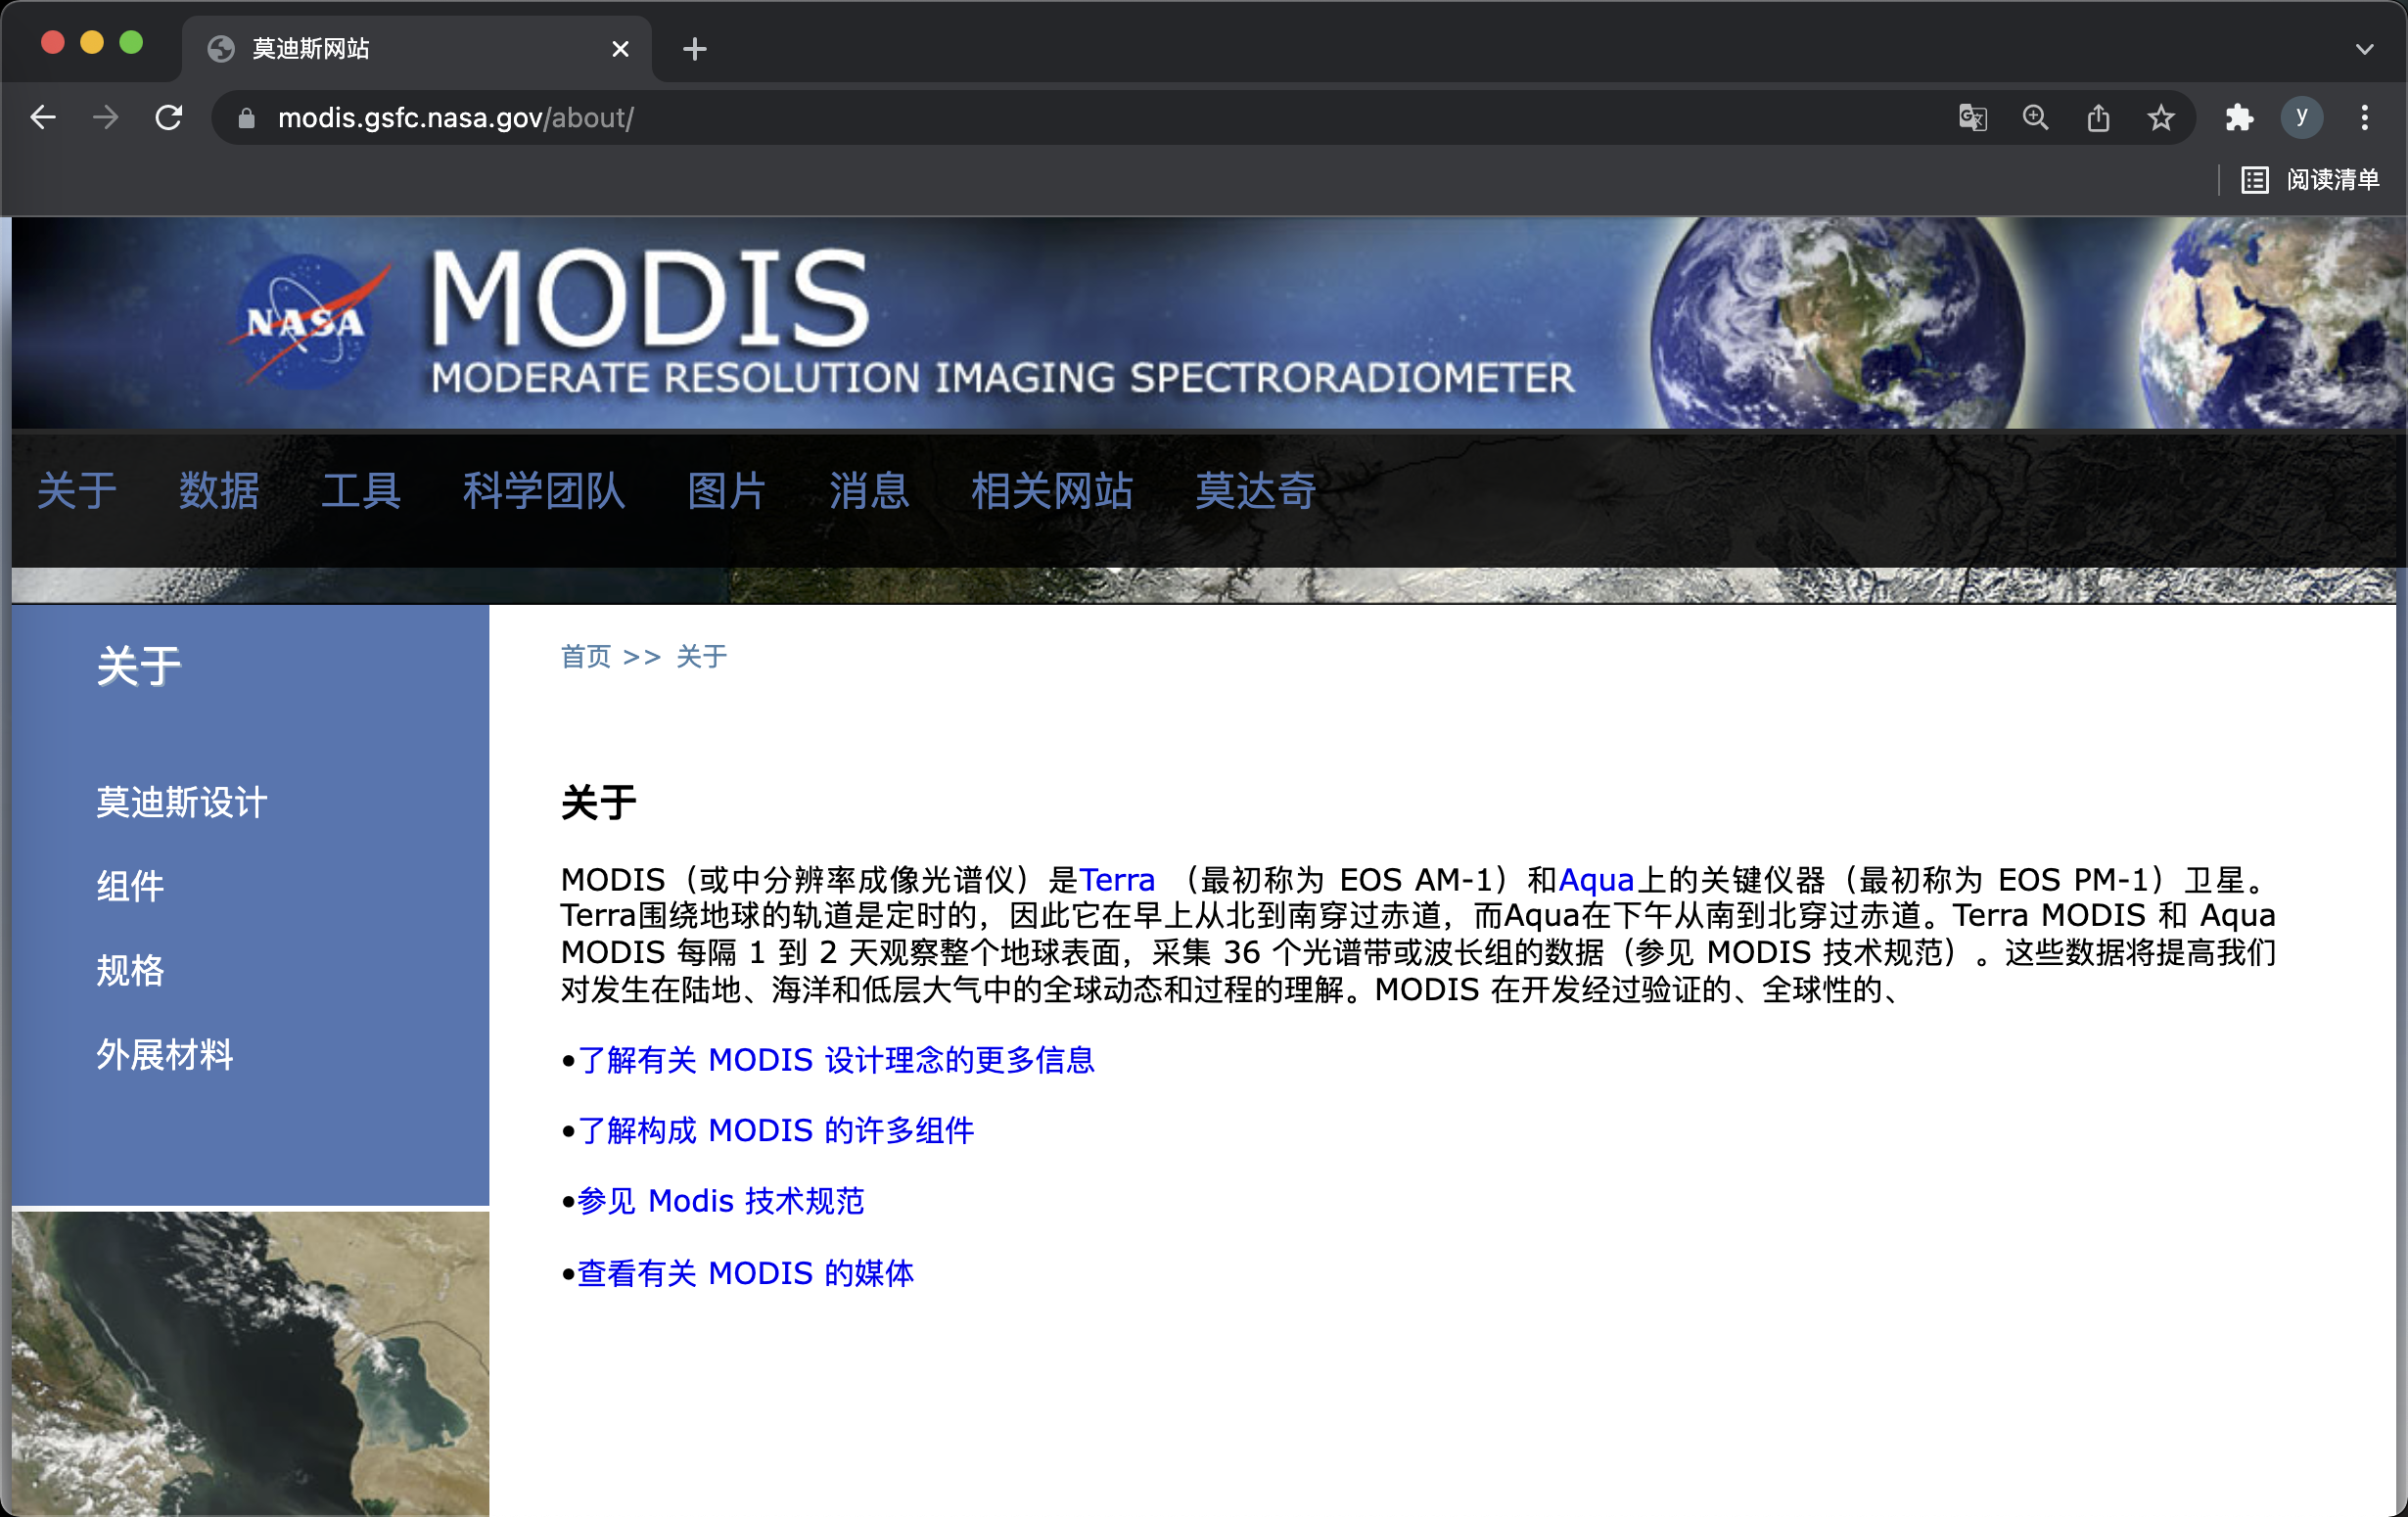 莫迪斯网站
modis.gsfc.nasa.gov/about/
y
阅读清单
NASA
MODIS
MODERATE RESOLUTION IMAGING SPECTRORADIOMETER
关于 数据 工具 科学团队 图片 消息 相关网站 莫达奇
关于
莫迪斯设计
组件
规格
外展材料
首页 >> 关于
关于
MODIS（或中分辨率成像光谱仪）是Terra （最初称为 EOS AM-1）和Aqua上的关键仪器（最初称为 EOS PM-1）卫星。
Terra围绕地球的轨道是定时的，因此它在早上从北到南穿过赤道，而Aqua在下午从南到北穿过赤道。Terra MODIS 和 Aqua
MODIS 每隔 1 到 2 天观察整个地球表面，采集 36 个光谱带或波长组的数据（参见 MODIS 技术规范）。这些数据将提高我们
对发生在陆地、海洋和低层大气中的全球动态和过程的理解。MODIS 在开发经过验证的、全球性的、
•了解有关 MODIS 设计理念的更多信息
•了解构成 MODIS 的许多组件
•参见 Modis 技术规范
•查看有关 MODIS 的媒体